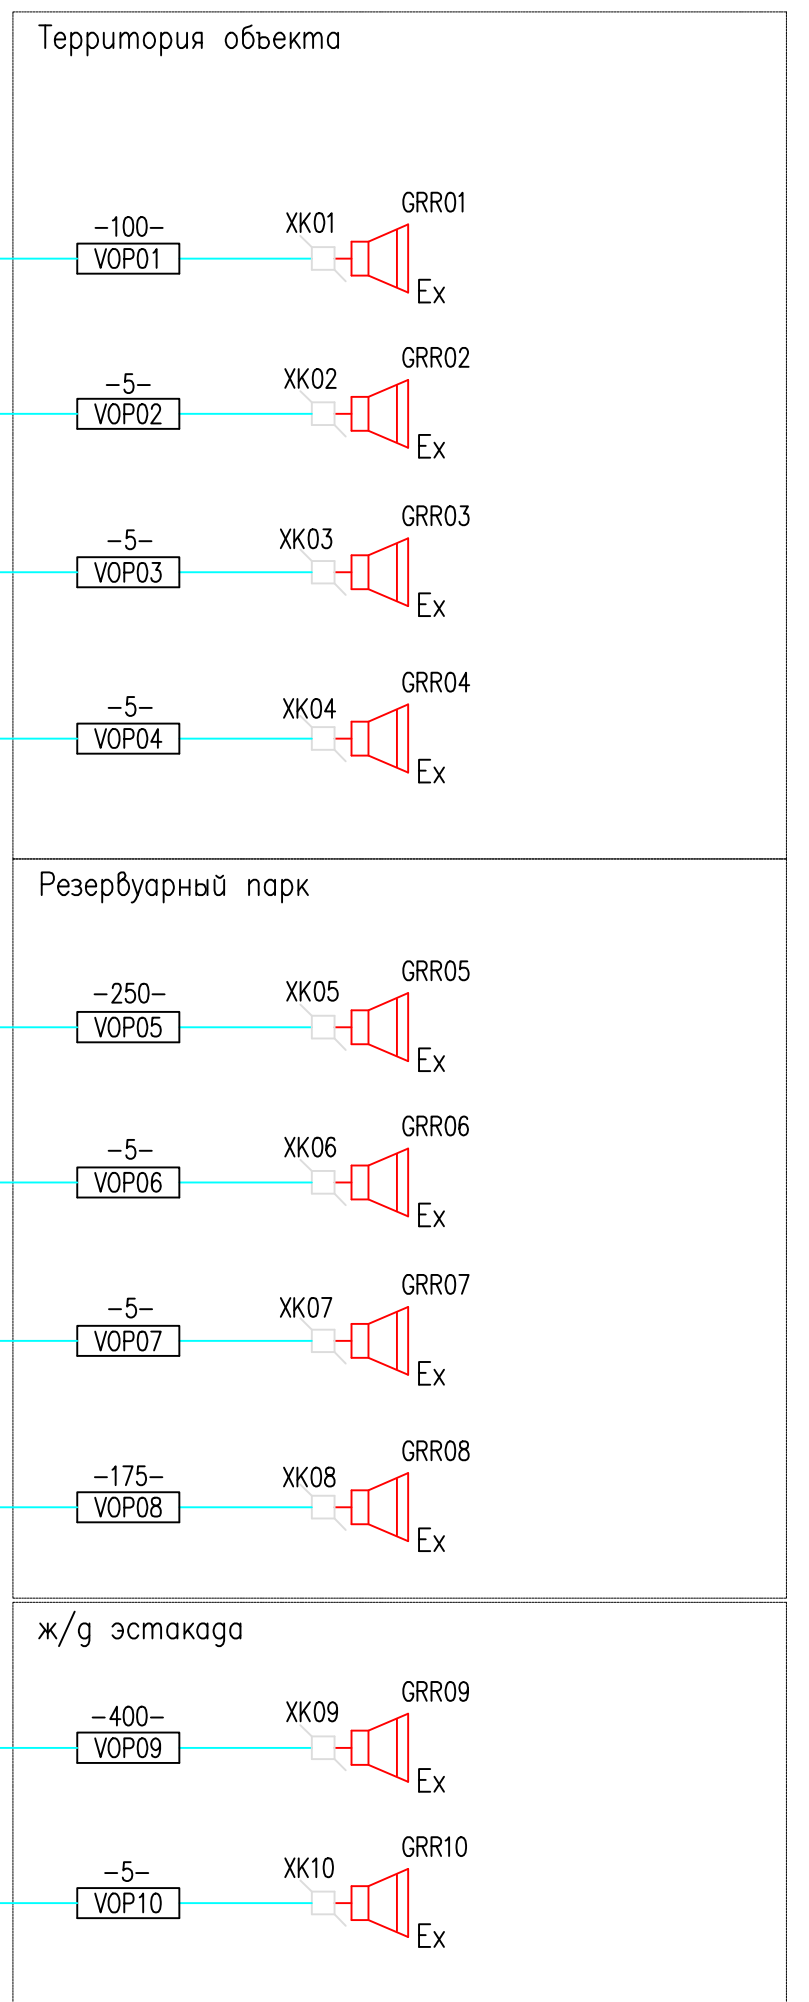 Территория объекта
GRR01
-100-
XK01
VOP01
Ex
GRR02
-5-
XK02
VOP02
Ex
GRR03
-5-
XK03
VOP03
Ex
GRR04
-5-
XK04
VOP04
Ex
Резервуарный парк
GRR05
-250-
XK05
VOP05
Ex
GRR06
-5-
XK06
VOP06
Ex
GRR07
-5-
XK07
VOP07
Ex
GRR08
-175-
XK08
VOP08
Ex
ж/д эстакада
GRR09
-400-
XK09
VOP09
Ex
GRR10
-5-
XK10
VOP10
Ex